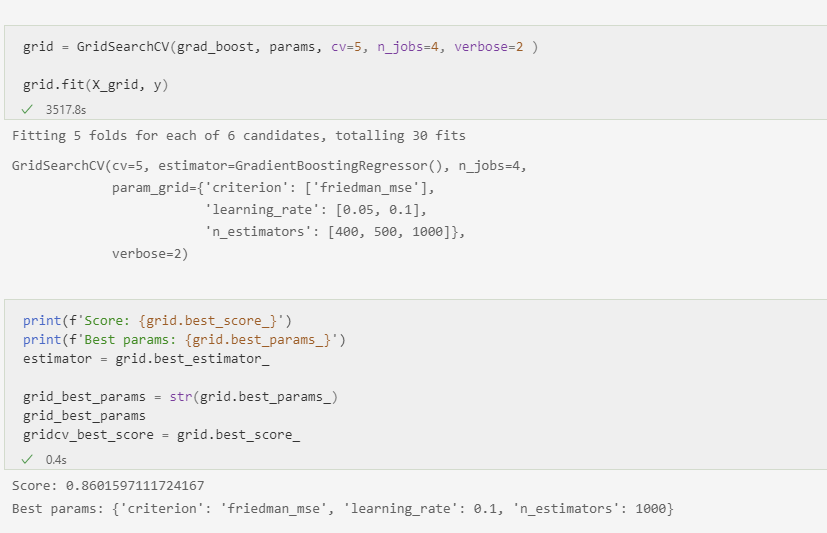 grid = GridSearchCV(grad_boost, params, cv=5, n_jobs=4, verbose=2 )
grid.fit(X_grid, y)
✓ 3517.8s
Fitting 5 folds for each of 6 candidates, totalling 30 fits
GridSearchCV(cv=5, estimator=GradientBoostingRegressor(), n_jobs=4,
             param_grid={'criterion': ['friedman_mse'],
                         'learning_rate': [0.05, 0.1],
                         'n_estimators': [400, 500, 1000]},
             verbose=2)
print(f'Score: {grid.best_score_}')
print(f'Best params: {grid.best_params_}')
estimator = grid.best_estimator_
grid_best_params = str(grid.best_params_)
grid_best_params
gridcv_best_score = grid.best_score_
✓ 0.4s
Score: 0.8601597111724167
Best params: {'criterion': 'friedman_mse', 'learning_rate': 0.1, 'n_estimators': 1000}